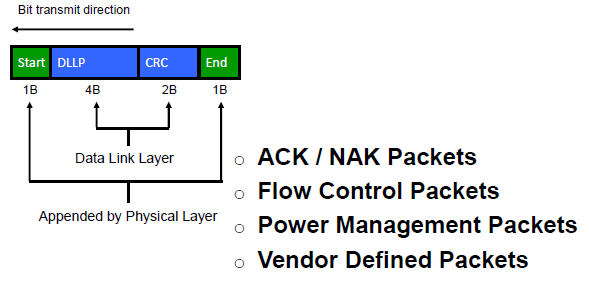 Bit transmit direction
Start DLLP CRC End
1B 4B 2B 1B
Data Link Layer
Appended by Physical Layer
ACK / NAK Packets
Flow Control Packets
Power Management Packets
Vendor Defined Packets